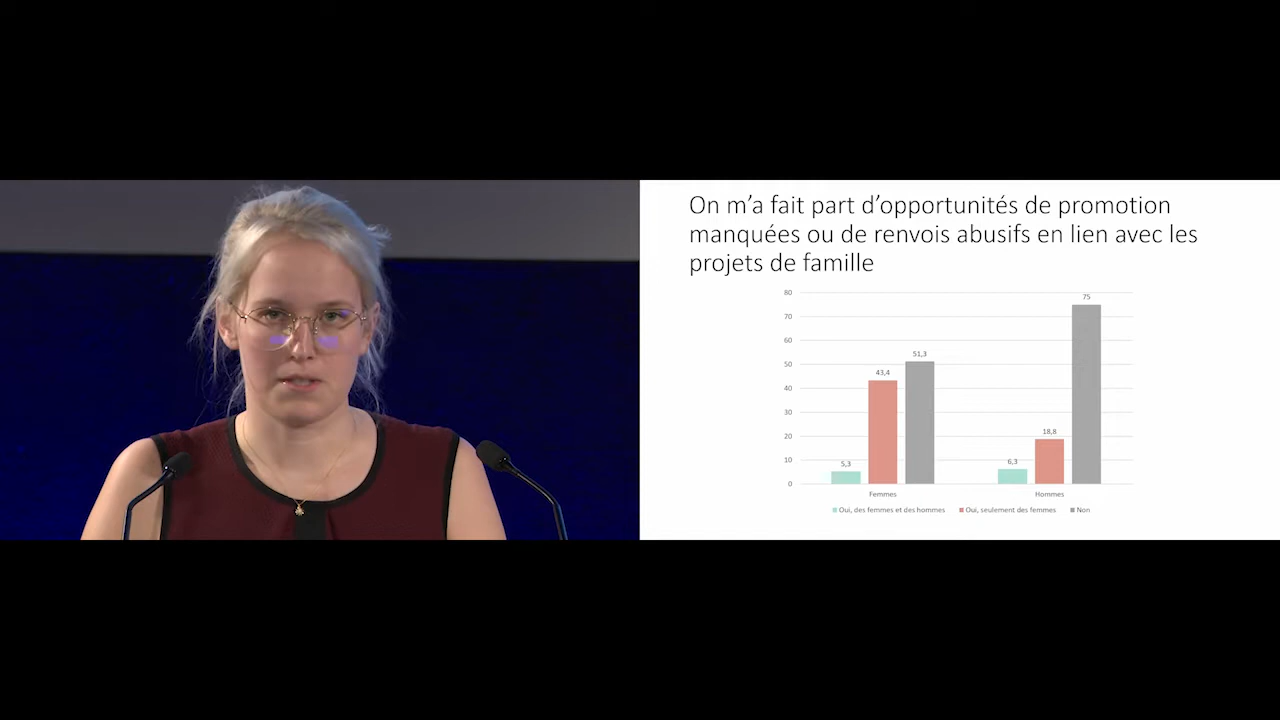 On m’a fait part d’opportunités de promotion
manquées ou de renvois abusifs en lien avec les
projets de famille
80
70
60
50
40
30
20
10
0
5,3
43,4
51,3
6,3
18,8
75
Femmes
Hommes
Oui, des femmes et des hommes
Oui, seulement des femmes
Non